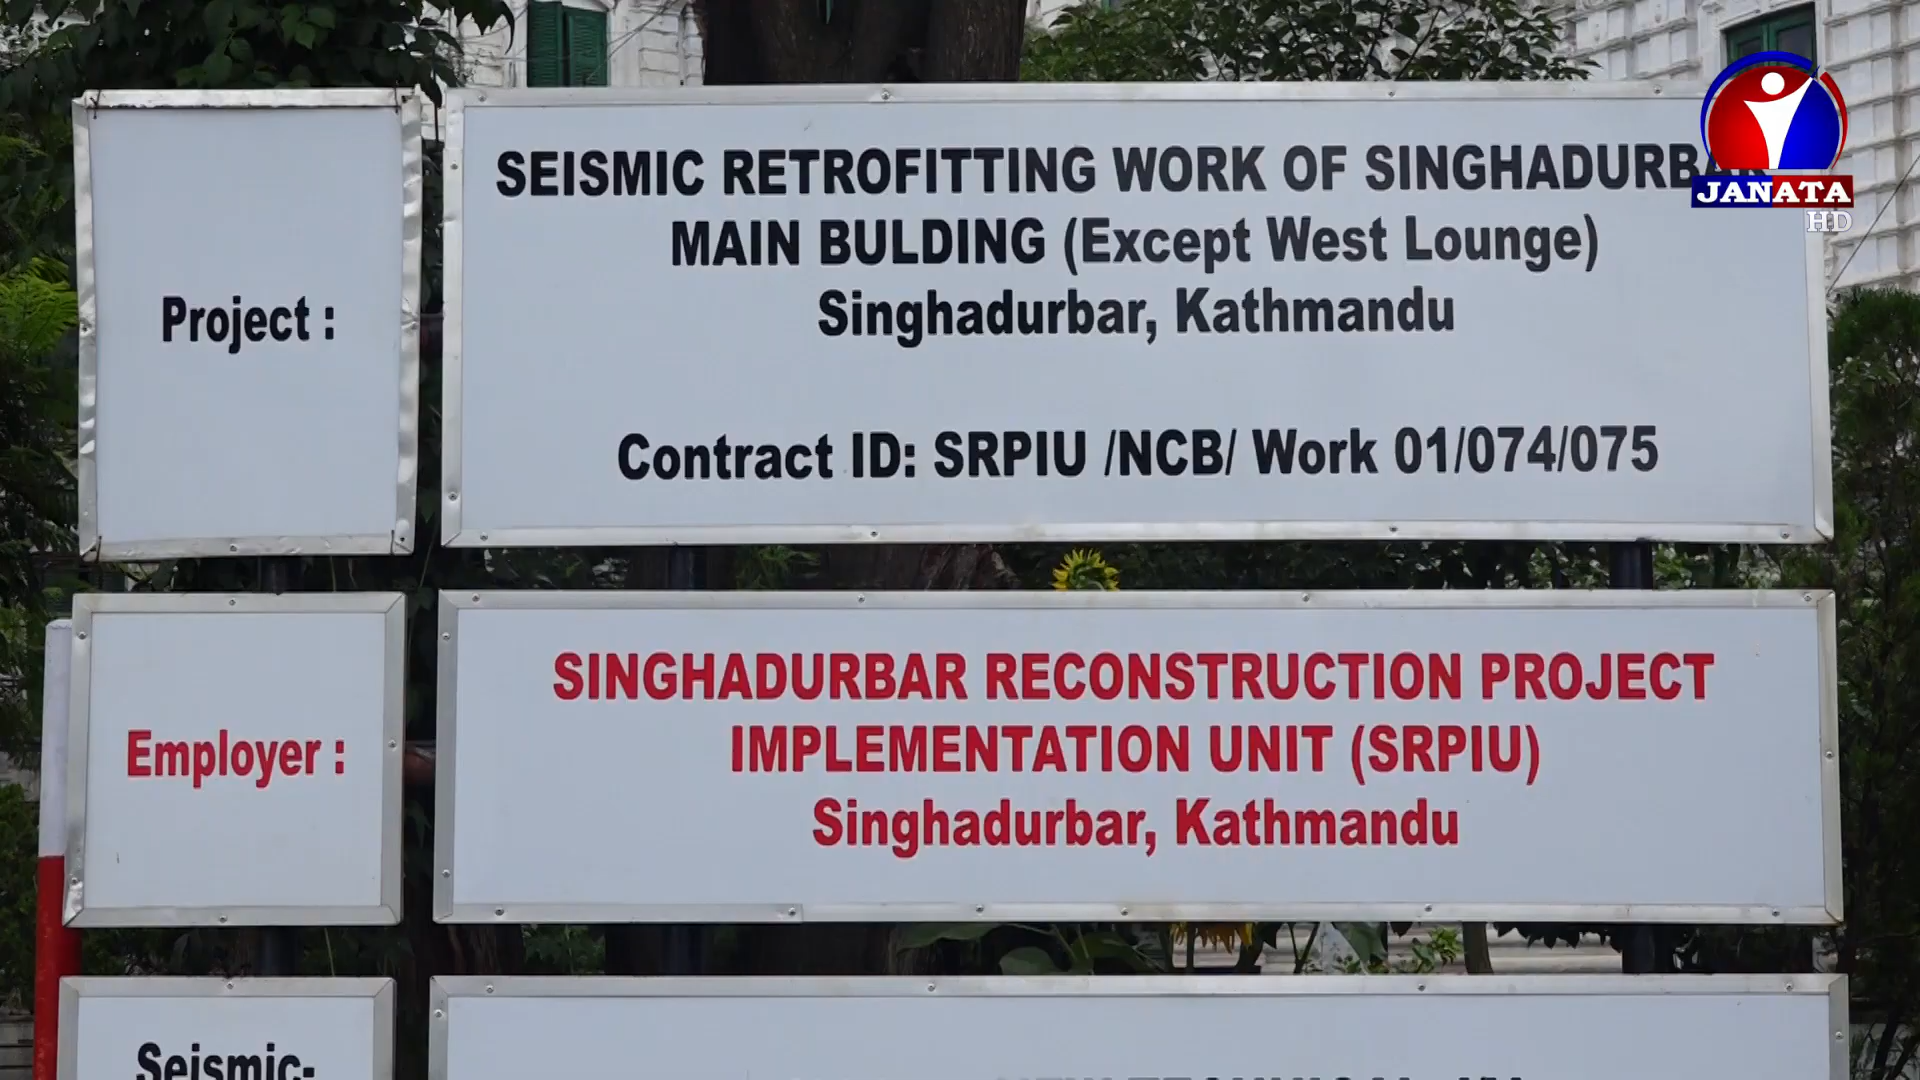 Project :
SEISMIC RETROFITTING WORK OF SINGHADURBAR
MAIN BULDING (Except West Lounge)
Singhadurbar, Kathmandu
Contract ID: SRPIU /NCB/ Work 01/074/075
Employer :
SINGHADURBAR RECONSTRUCTION PROJECT
IMPLEMENTATION UNIT (SRPIU)
Singhadurbar, Kathmandu
Seismic-
JANATA
HD